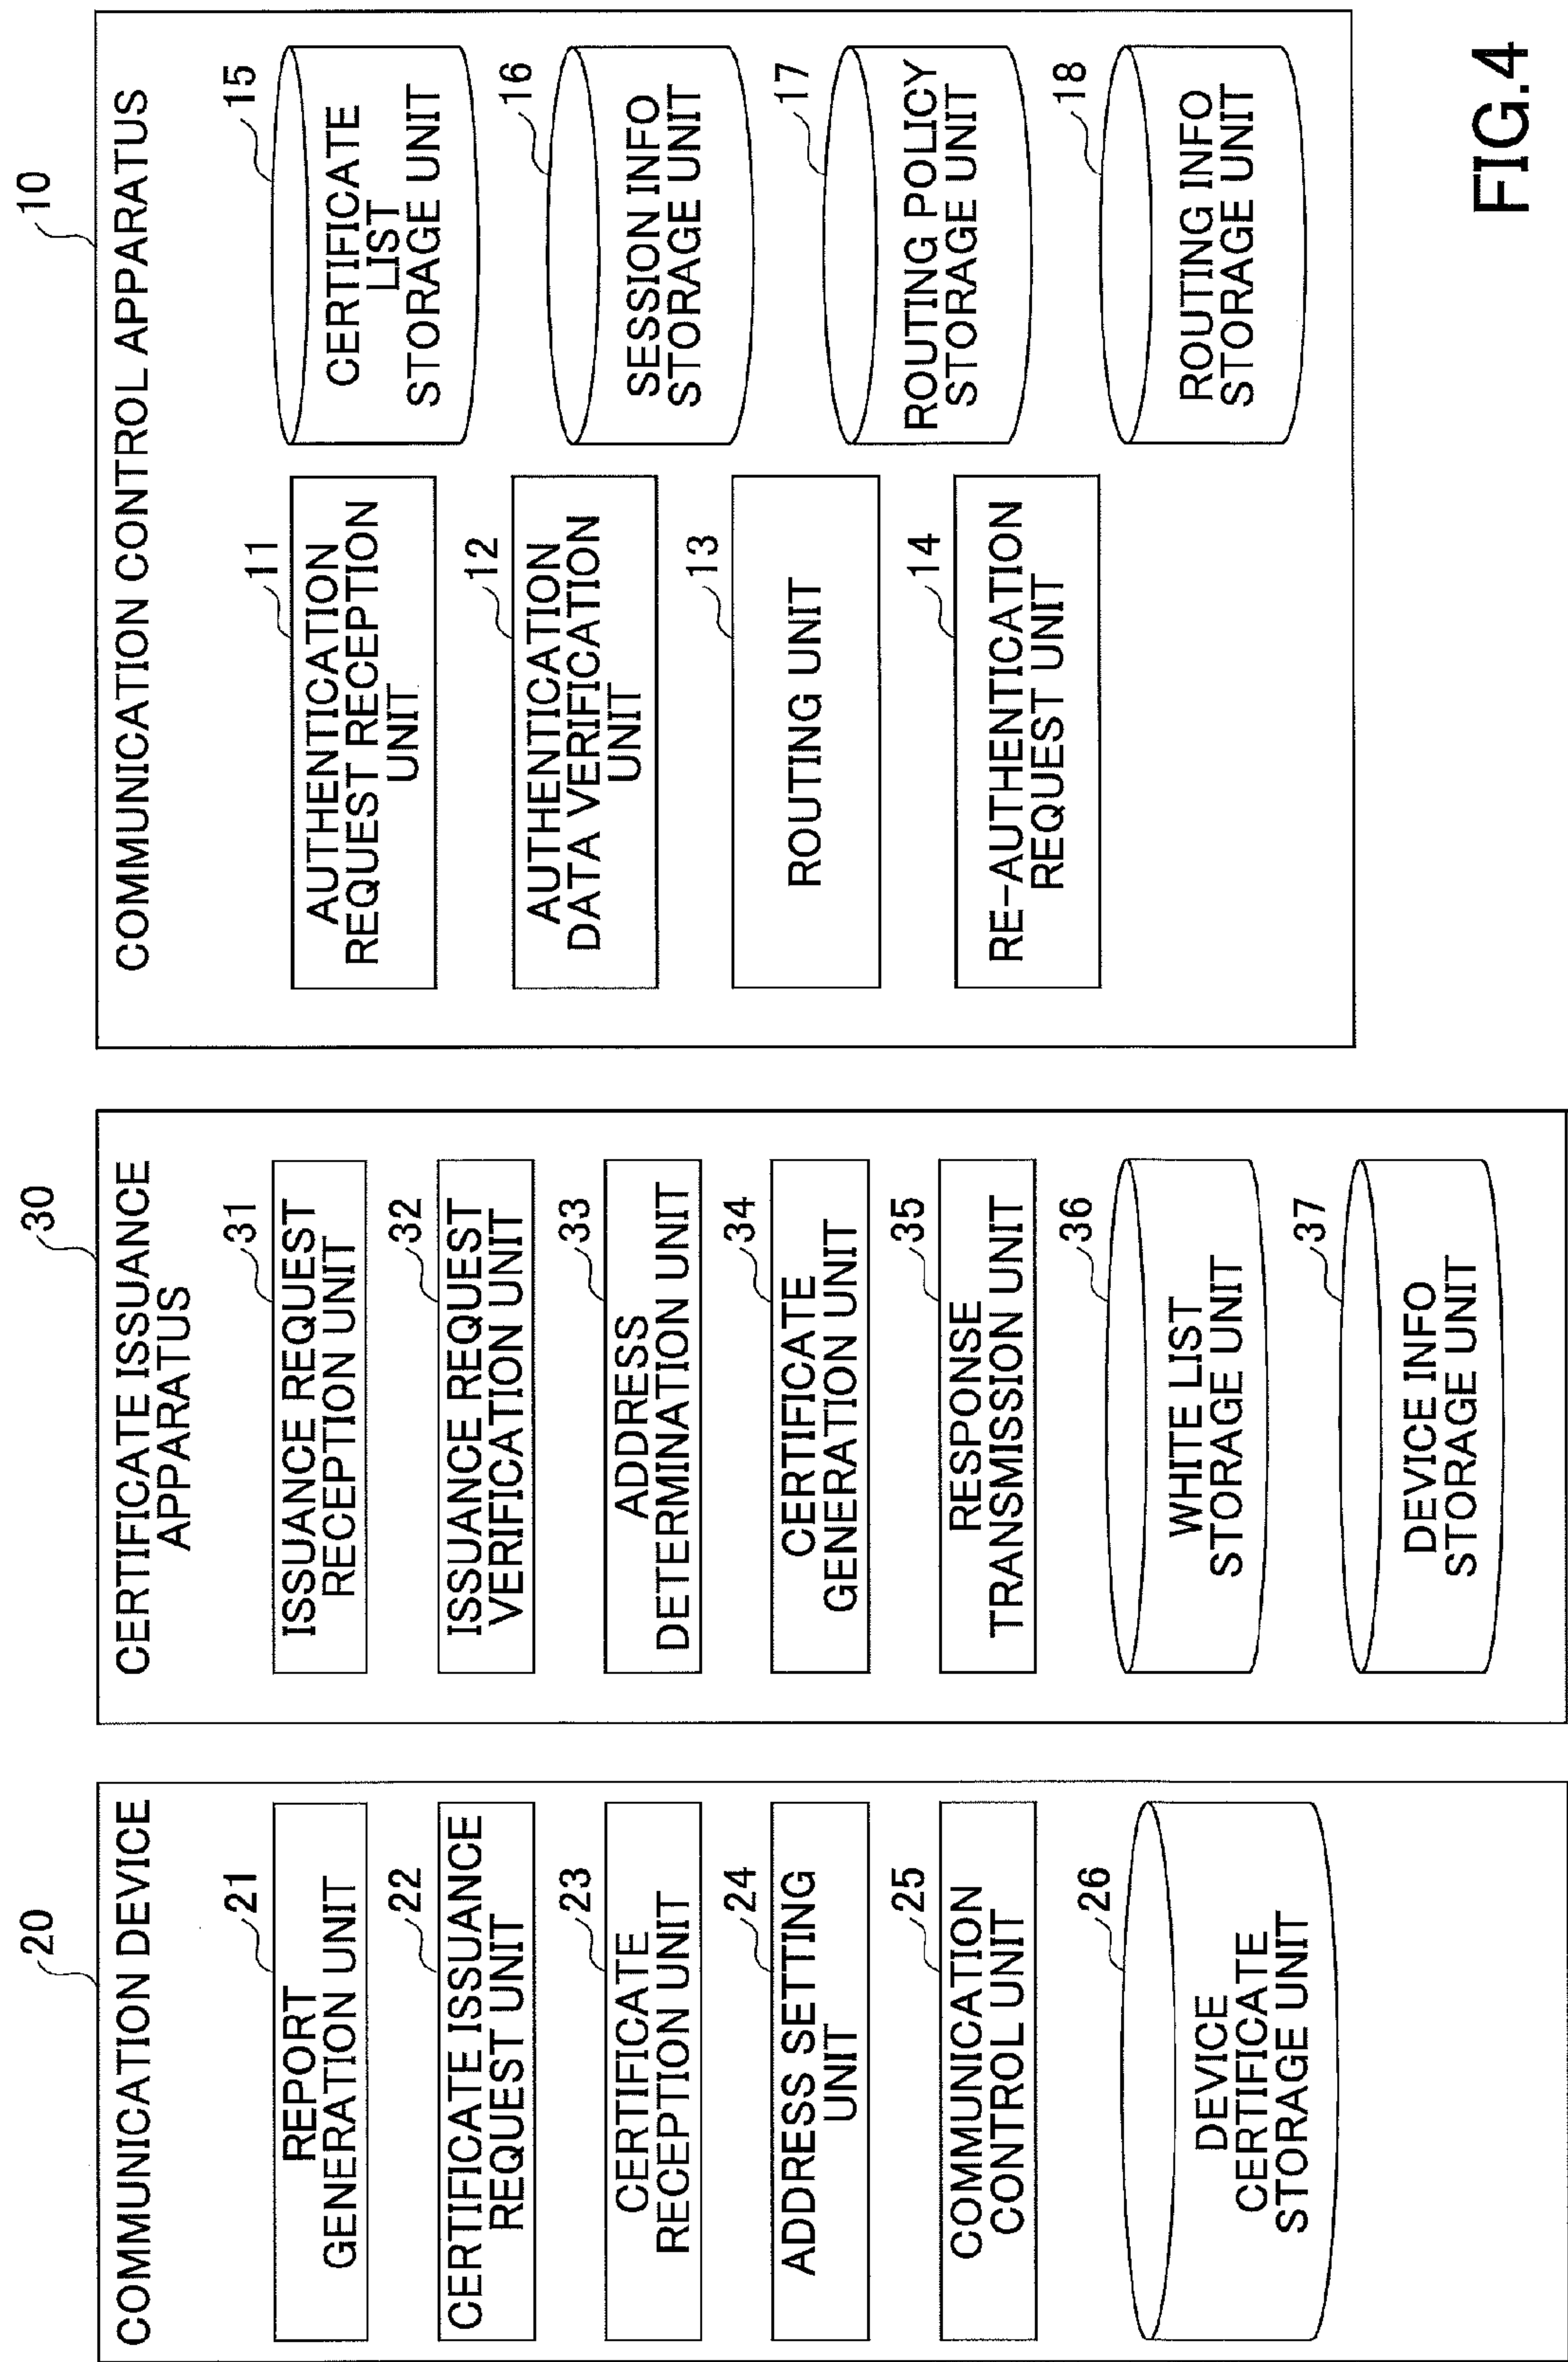 20
COMMUNICATION DEVICE
21
REPORT
GENERATION UNIT
22
CERTIFICATE ISSUANCE
REQUEST UNIT
23
CERTIFICATE
RECEPTION UNIT
24
ADDRESS SETTING
UNIT
25
COMMUNICATION
CONTROL UNIT
26
DEVICE
CERTIFICATE
STORAGE UNIT
30
CERTIFICATE ISSUANCE
APPARATUS
31
ISSUANCE REQUEST
RECEPTION UNIT
32
ISSUANCE REQUEST
VERIFICATION UNIT
33
ADDRESS
DETERMINATION UNIT
34
CERTIFICATE
GENERATION UNIT
35
RESPONSE
TRANSMISSION UNIT
36
WHITE LIST
STORAGE UNIT
37
DEVICE INFO
STORAGE UNIT
10
COMMUNICATION CONTROL APPARATUS
11
AUTHENTICATION
REQUEST RECEPTION
UNIT
12
AUTHENTICATION
DATA VERIFICATION
UNIT
13
ROUTING UNIT
14
RE-AUTHENTICATION
REQUEST UNIT
15
CERTIFICATE
LIST
STORAGE UNIT
16
SESSION INFO
STORAGE UNIT
17
ROUTING POLICY
STORAGE UNIT
18
ROUTING INFO
STORAGE UNIT
FIG.4